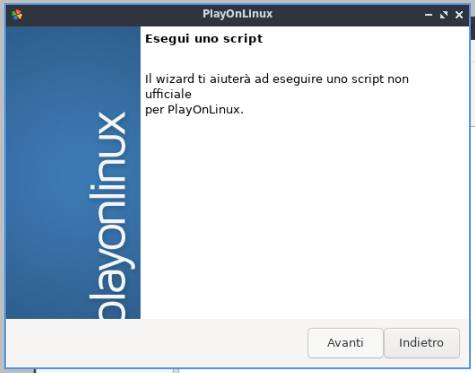 PlayOnLinux
Esegui uno script
Il wizard ti aiuterà ad eseguire uno script non
ufficiale
per PlayOnLinux.
playonlinux
Avanti
Indietro